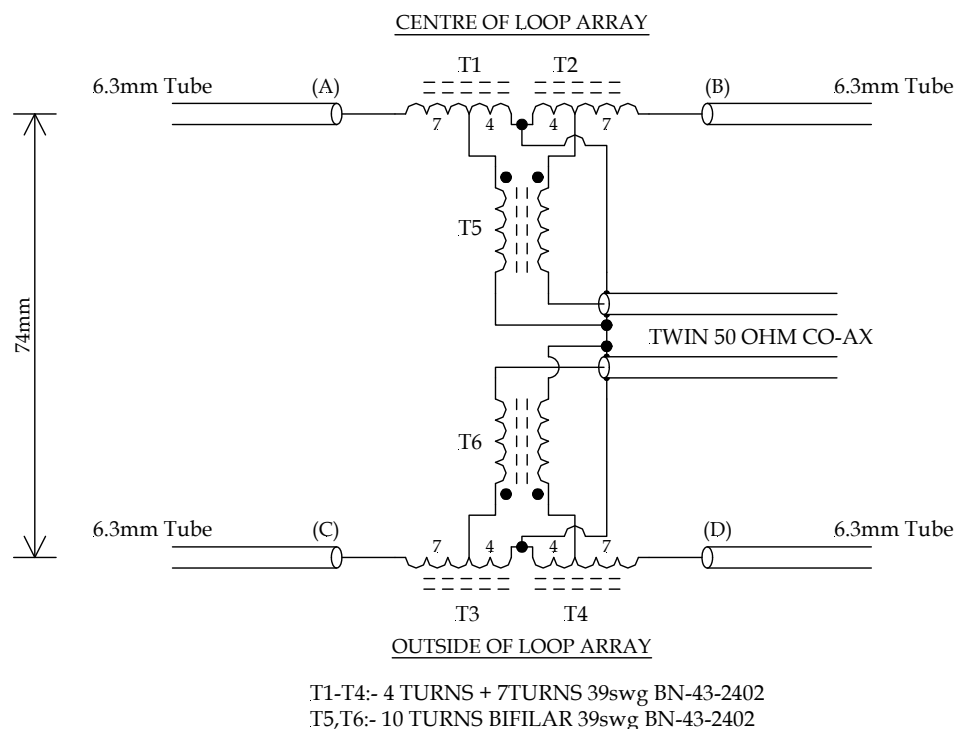 CENTRE OF LOOP ARRAY
T1 T2
6.3mm Tube (A) (B) 6.3mm Tube
7 4 4 7
T5
74mm
TWIN 50 OHM CO-AX
T6
6.3mm Tube (C) (D) 6.3mm Tube
7 4 4 7
T3 T4
OUTSIDE OF LOOP ARRAY
T1-T4:- 4 TURNS + 7TURNS 39swg BN-43-2402
T5,T6:- 10 TURNS BIFILAR 39swg BN-43-2402